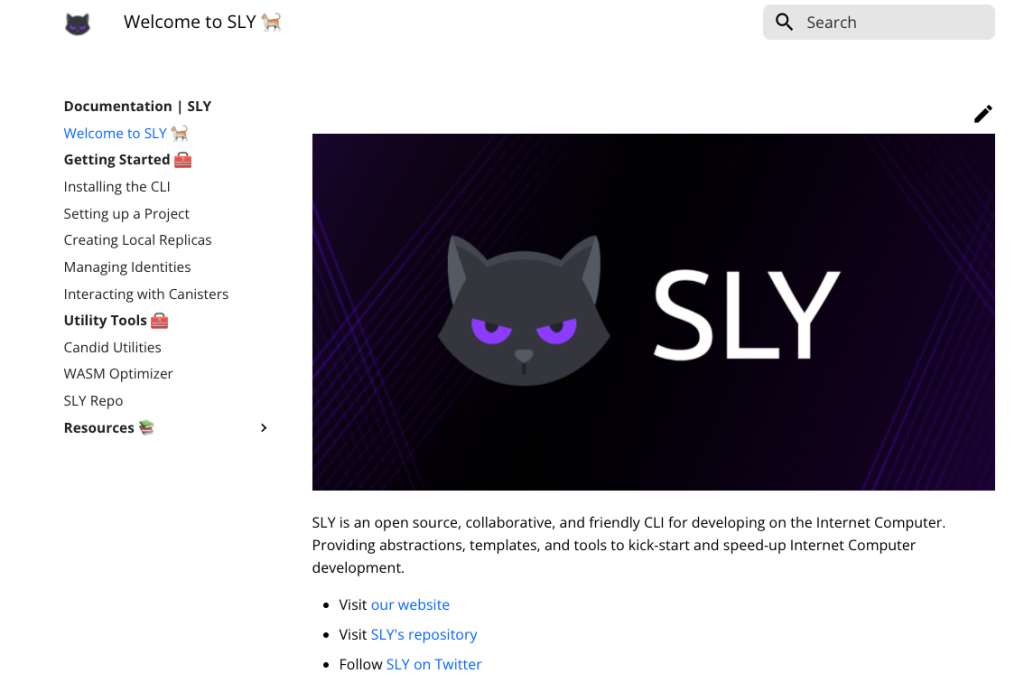 Welcome to SLY 🐈
Search
Documentation | SLY
Welcome to SLY 🐈
Getting Started 🧰
Installing the CLI
Setting up a Project
Creating Local Replicas
Managing Identities
Interacting with Canisters
Utility Tools 🧰
Candid Utilities
WASM Optimizer
SLY Repo
Resources 📚
SLY
SLY is an open source, collaborative, and friendly CLI for developing on the Internet Computer.
Providing abstractions, templates, and tools to kick-start and speed-up Internet Computer
development.
• Visit our website
• Visit SLY's repository
• Follow SLY on Twitter